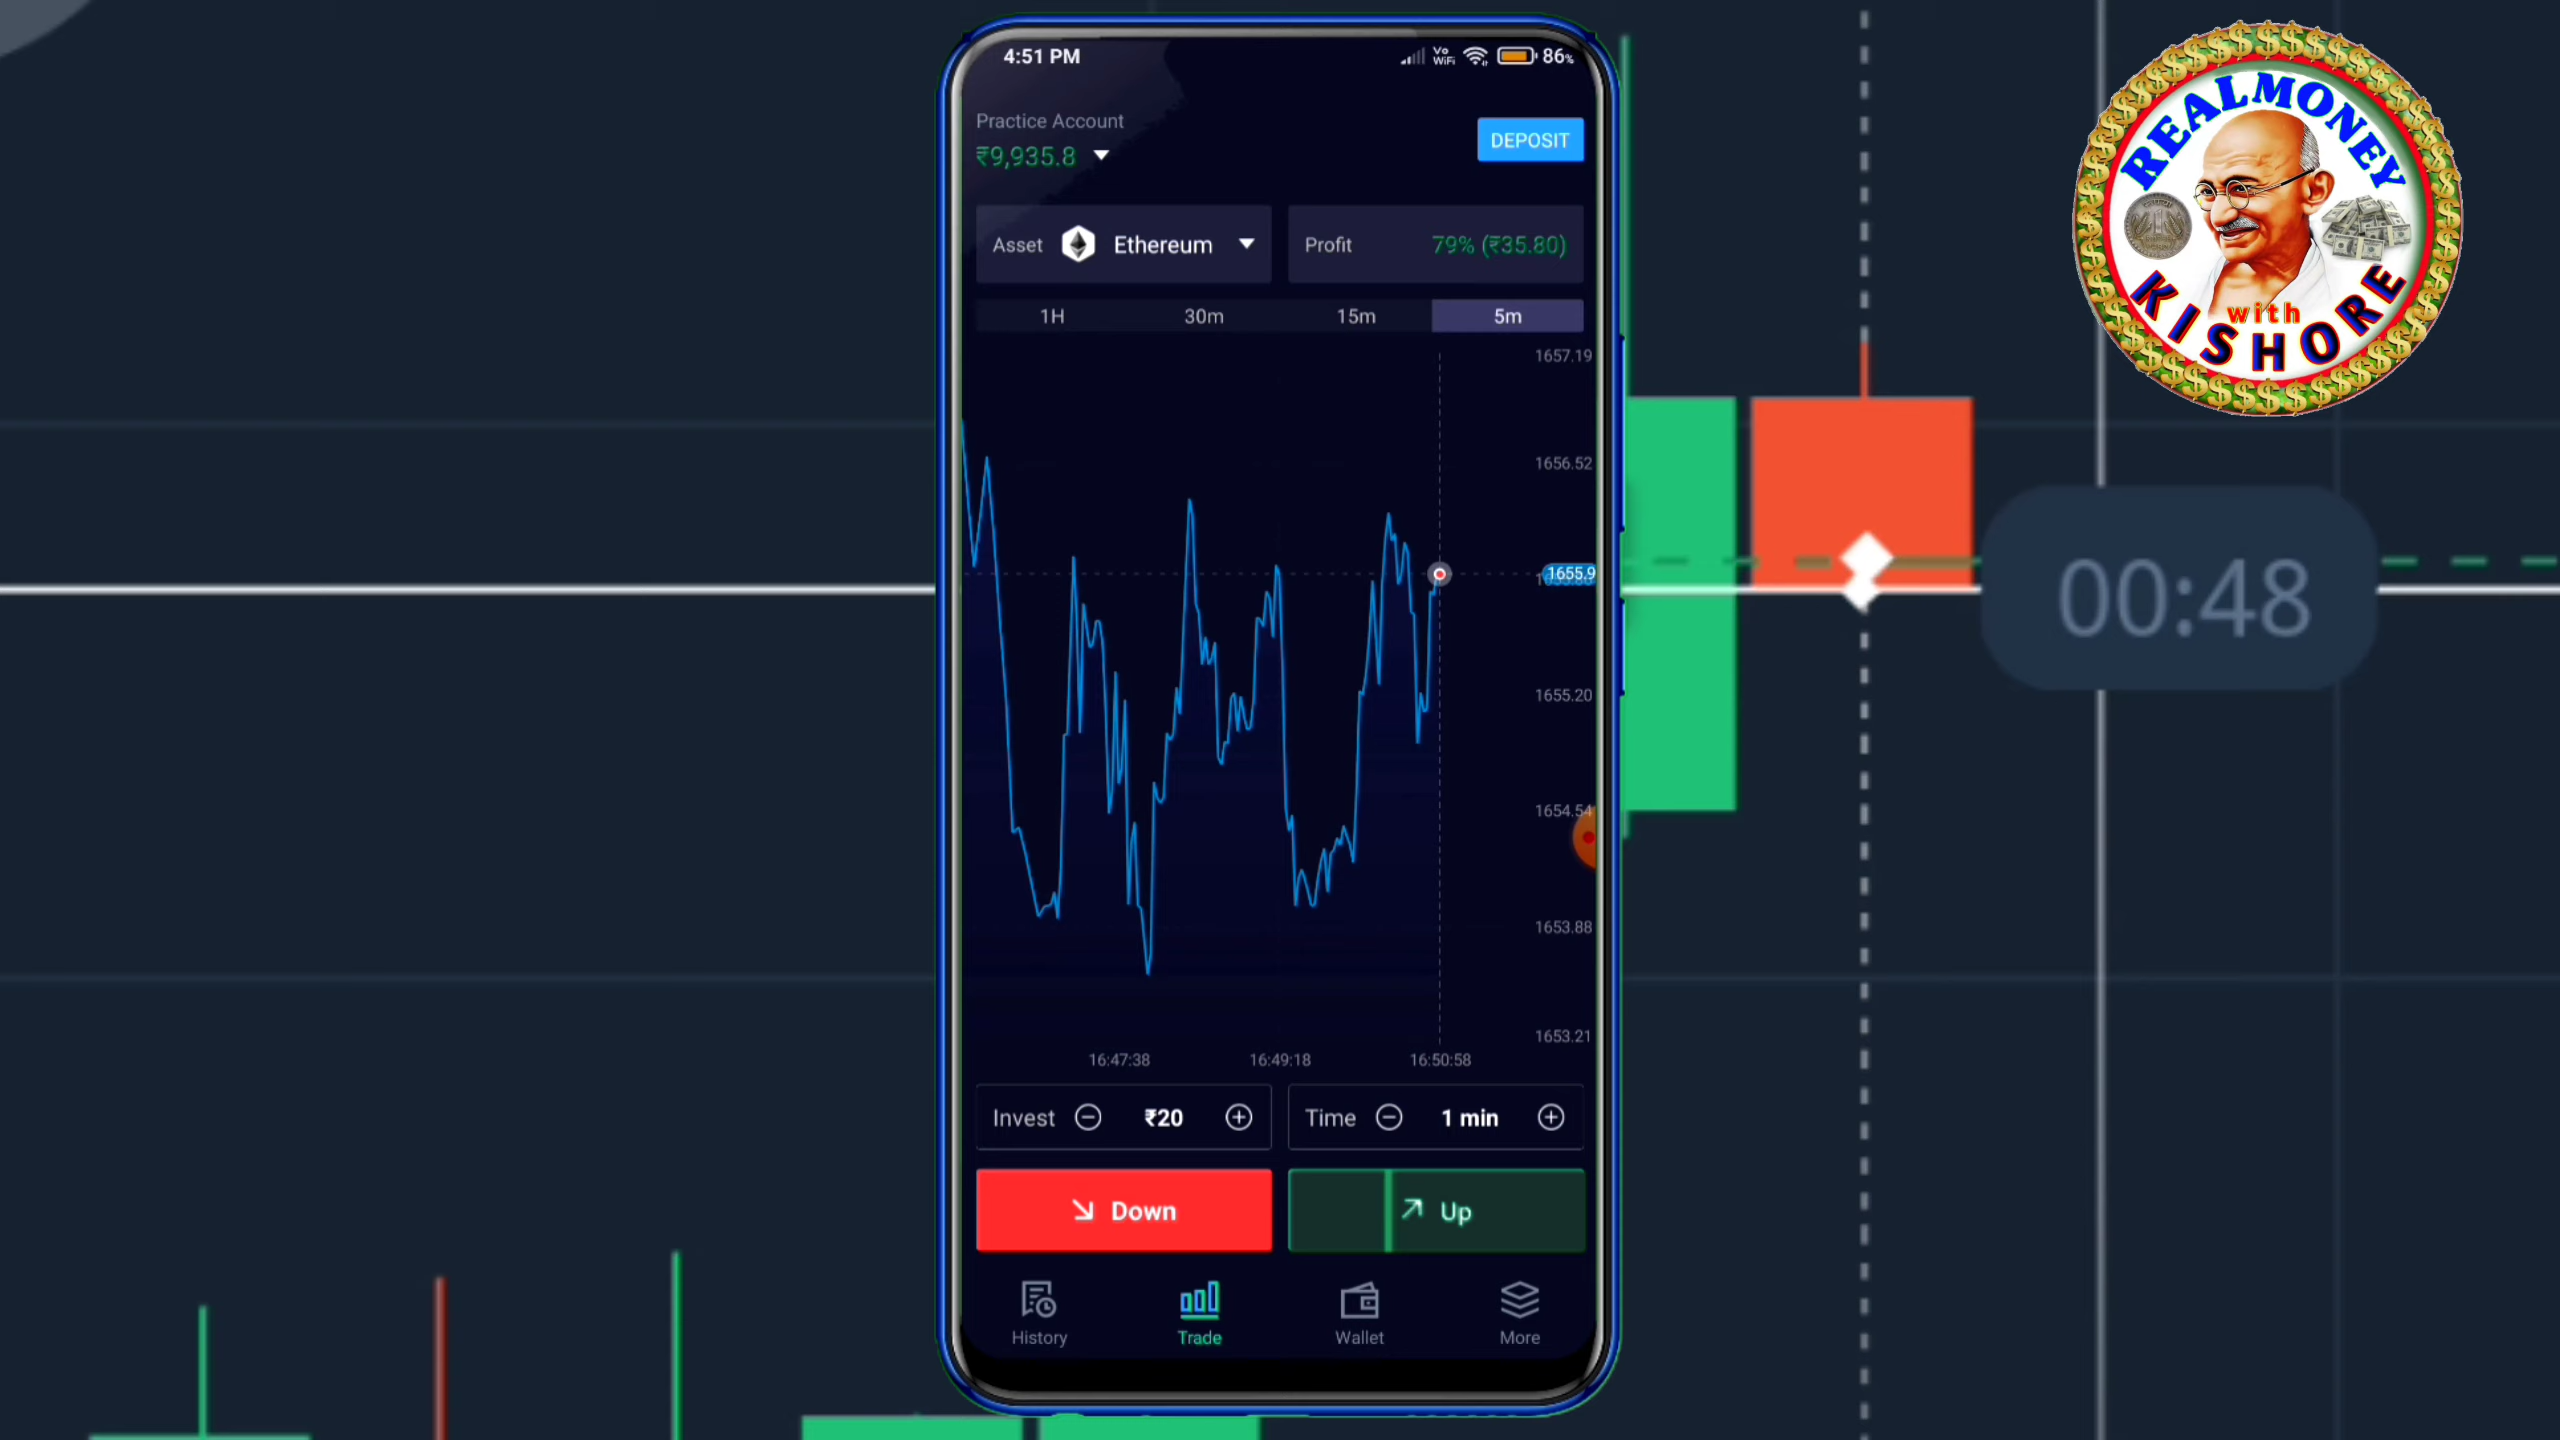 4:51 PM
Vo
WiFi
86%
Practice Account
₹9,935.8
DEPOSIT
Asset
Ethereum
Profit
79% (₹35.80)
1H
30m
15m
5m
1657.19
1656.52
1655.9
1655.20
1654.54
1653.88
1653.21
16:47:38
16:49:18
16:50:58
Invest
₹20
Time
1 min
Down
Up
History
Trade
Wallet
More
00:48
REALMONEY
with
KISHORE